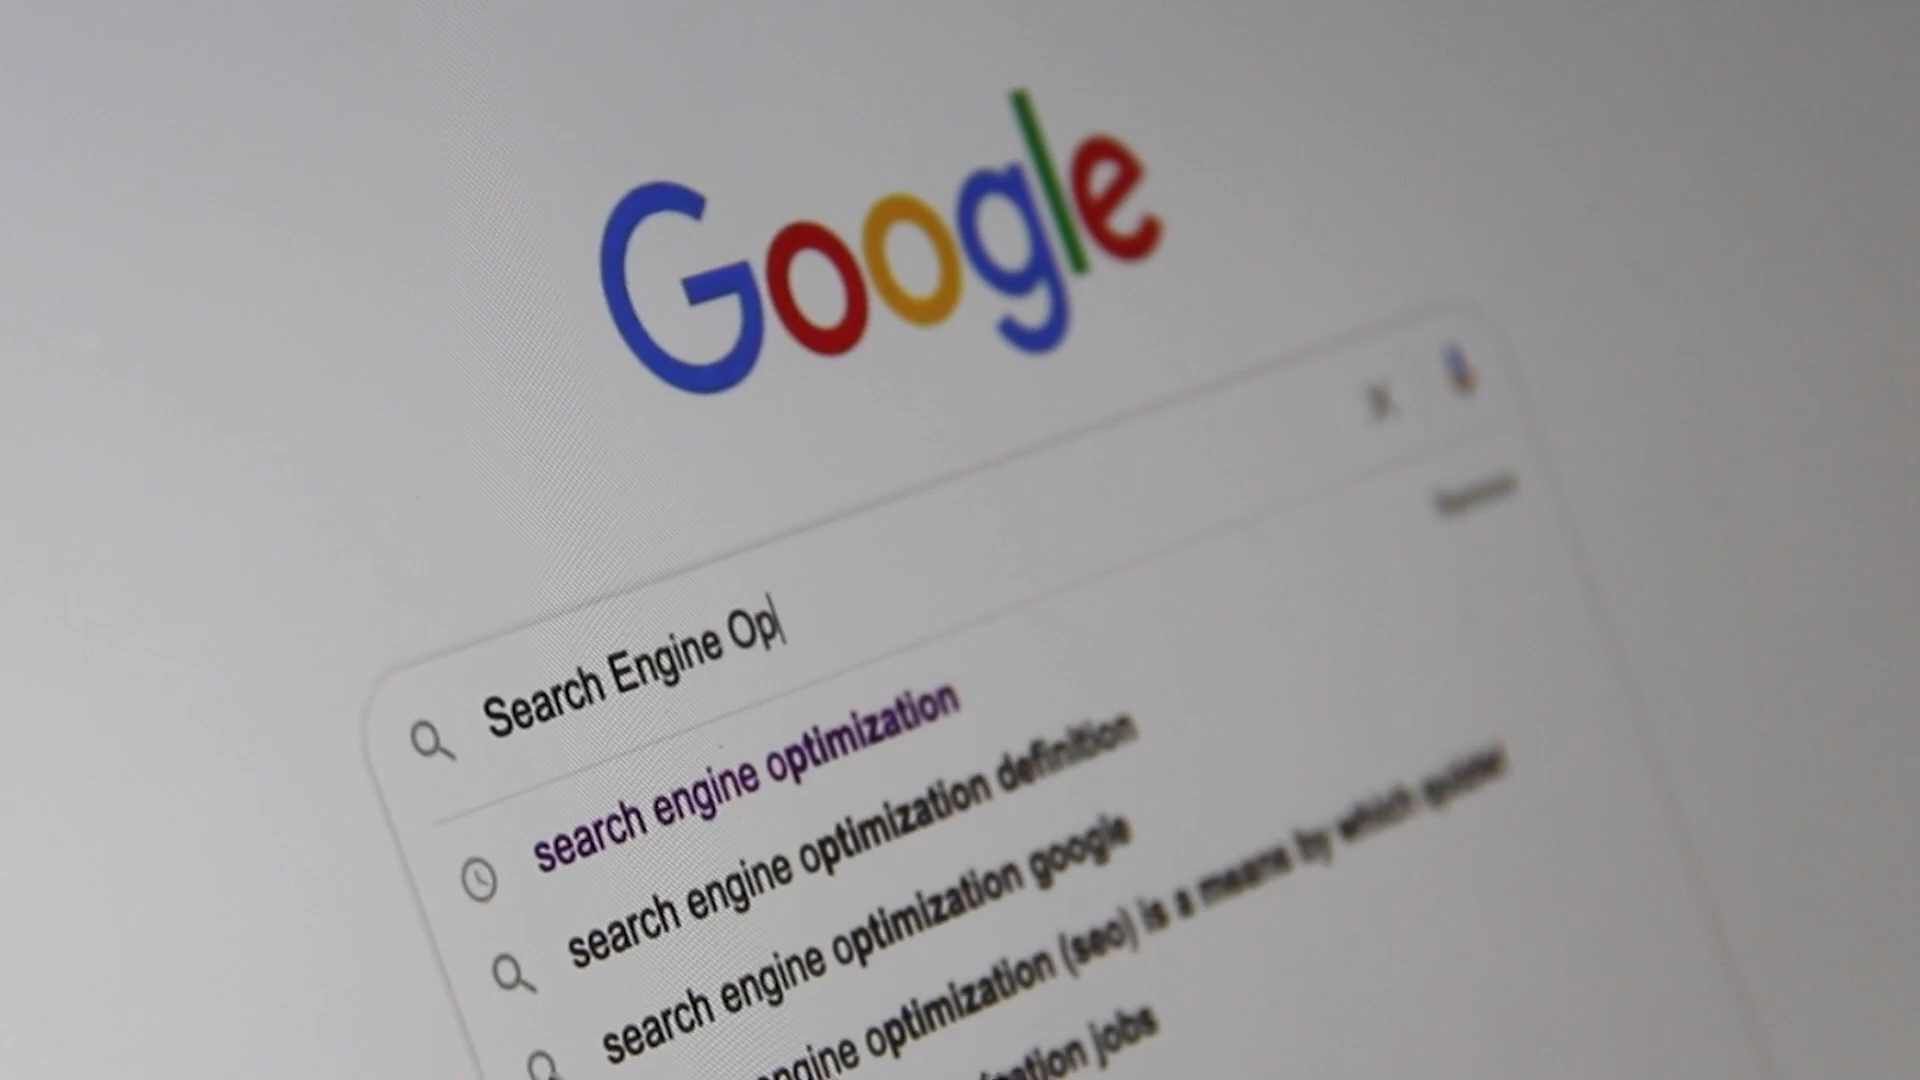 Google
Search Engine Op
search engine optimization
search engine optimization definition
search engine optimization google
engine optimization (seo) is a means by which
jobs